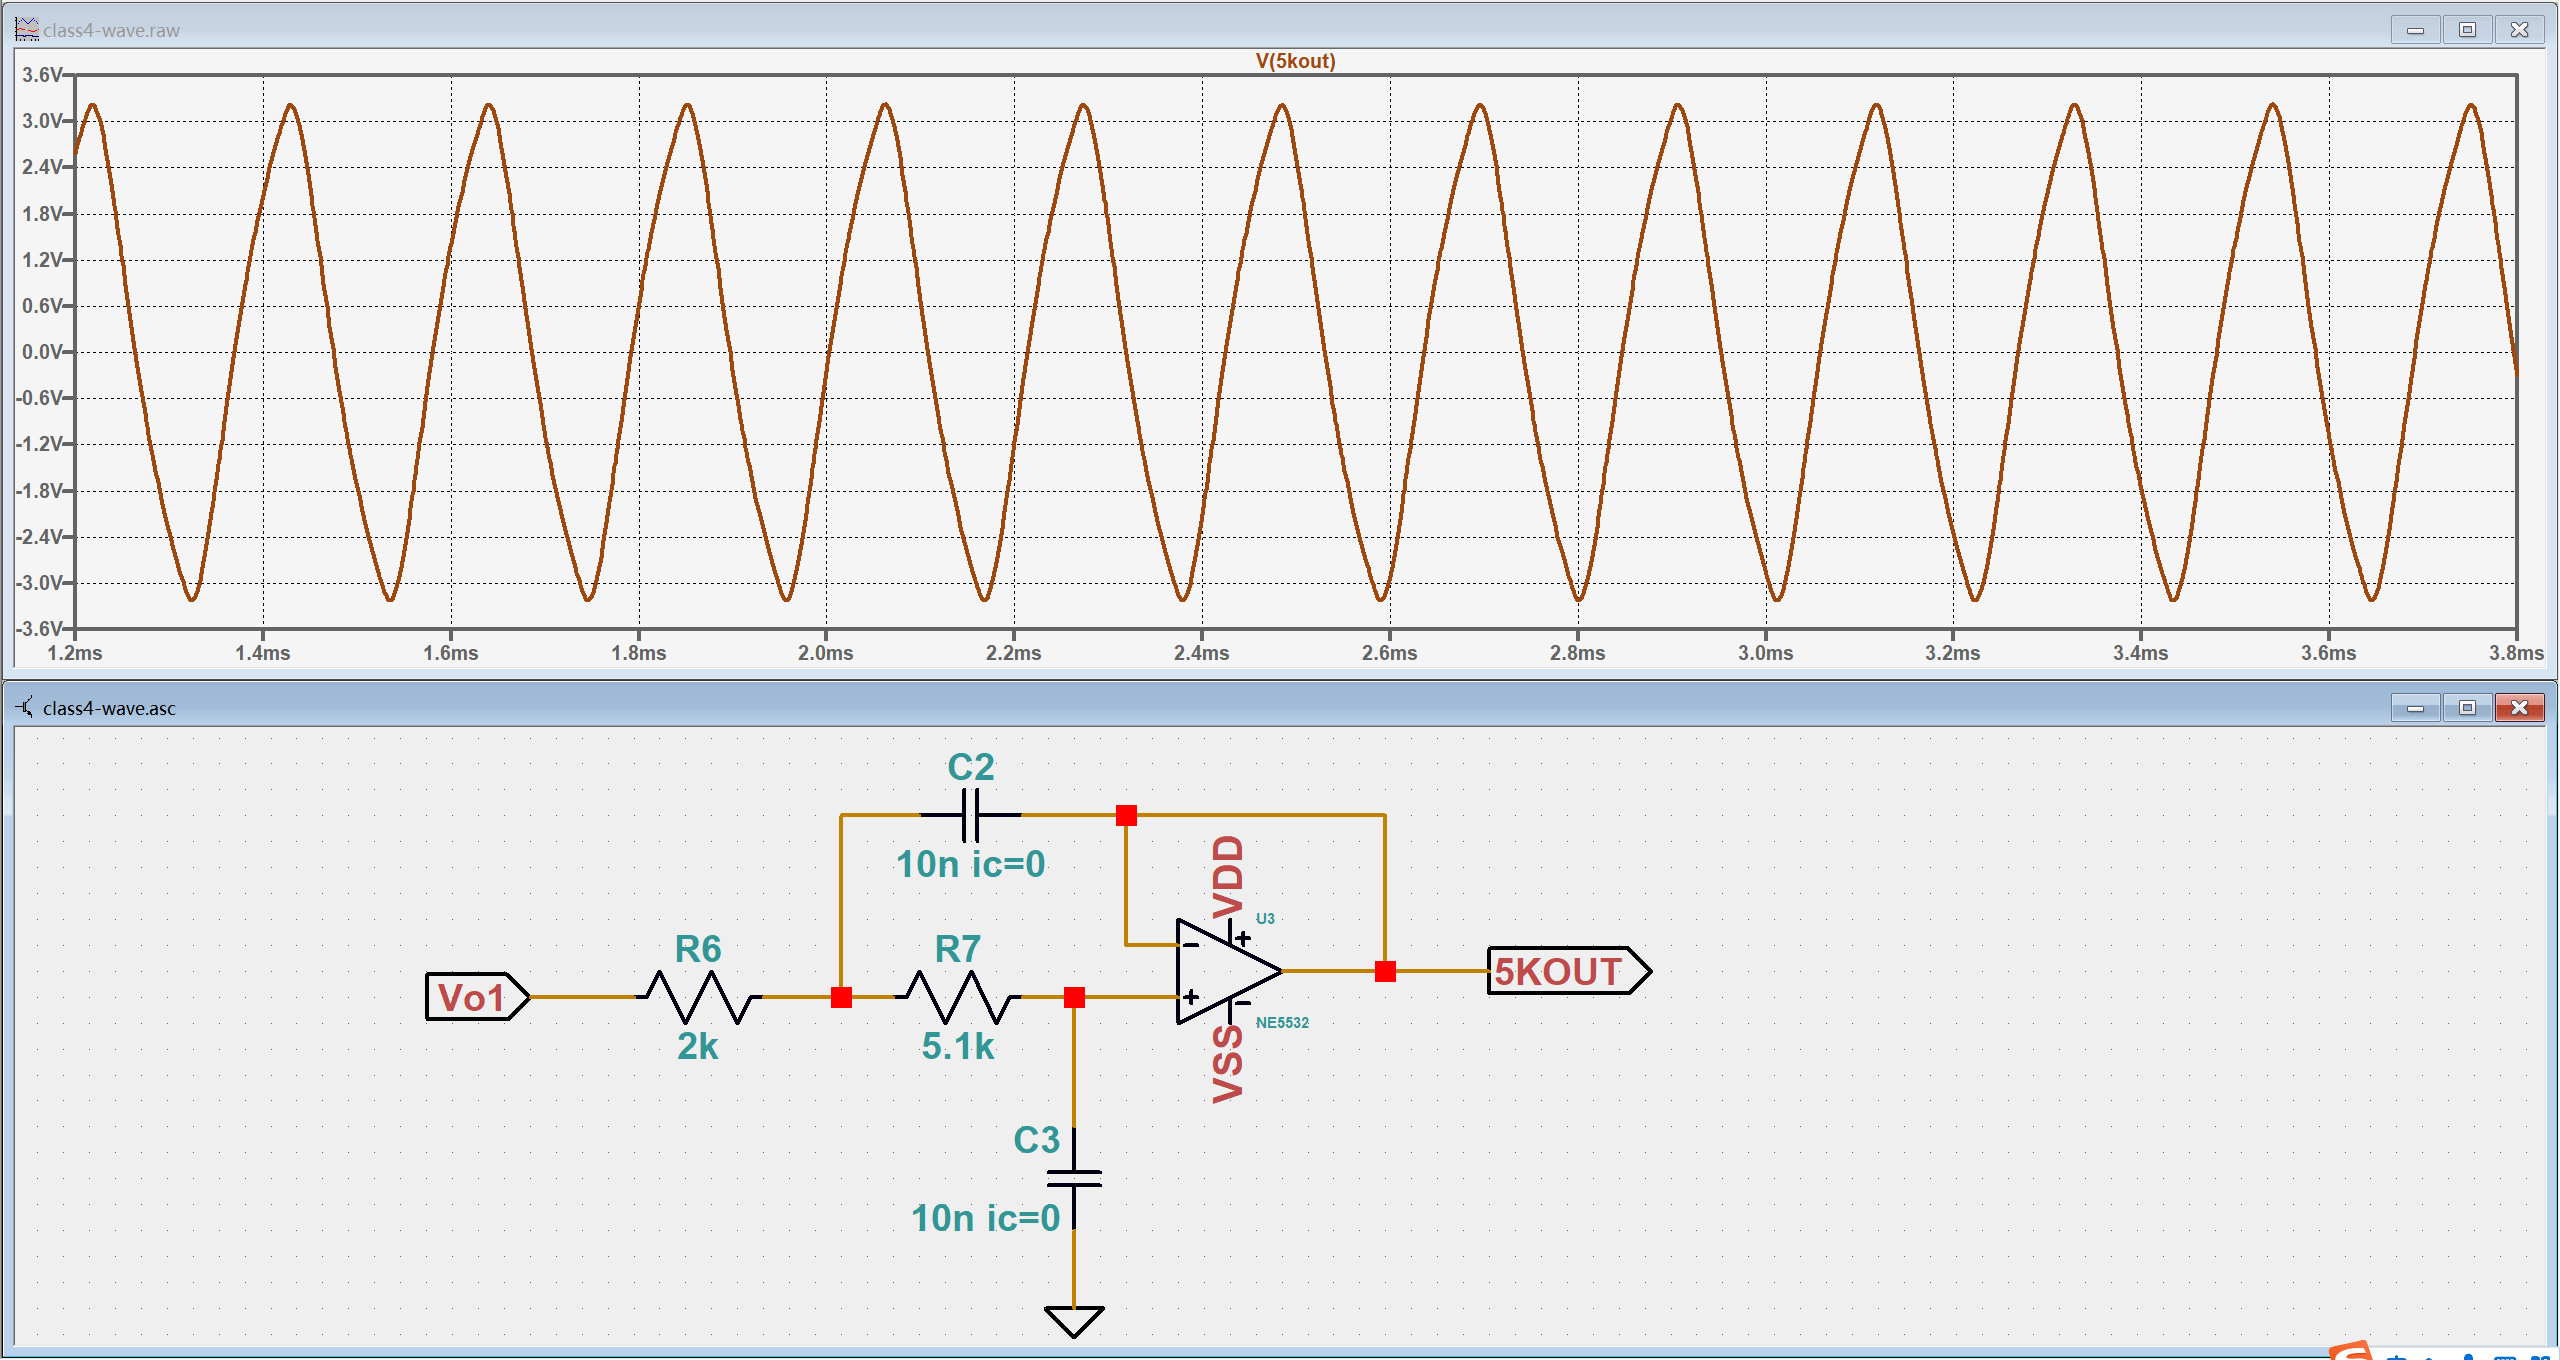 class4-wave.raw
V(5kout)
3.6V
3.0V
2.4V
1.8V
1.2V
0.6V
0.0V
-0.6V
-1.2V
-1.8V
-2.4V
-3.0V
-3.6V
1.2ms 1.4ms 1.6ms 1.8ms 2.0ms 2.2ms 2.4ms 2.6ms 2.8ms 3.0ms 3.2ms 3.4ms 3.6ms 3.8ms
class4-wave.asc
C2
10n ic=0
VDD
U3
R6
R7
Vo1
5KOUT
2k
5.1k
NE5532
VSS
C3
10n ic=0